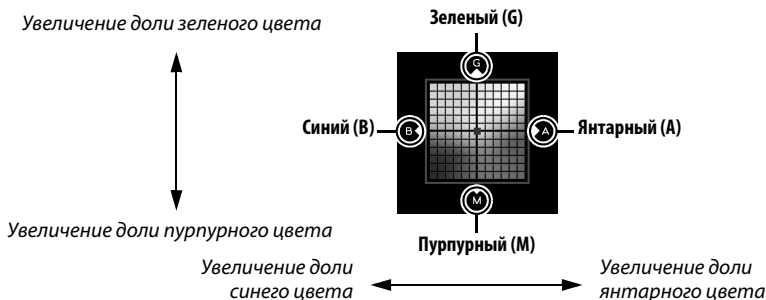 Увеличение доли зеленого цвета
Зеленый (G)
G
Синий (B)
B
A
Янтарный (A)
M
Увеличение доли пурпурного цвета
Пурпурный (M)
Увеличение доли
синего цвета
Увеличение доли
янтарного цвета